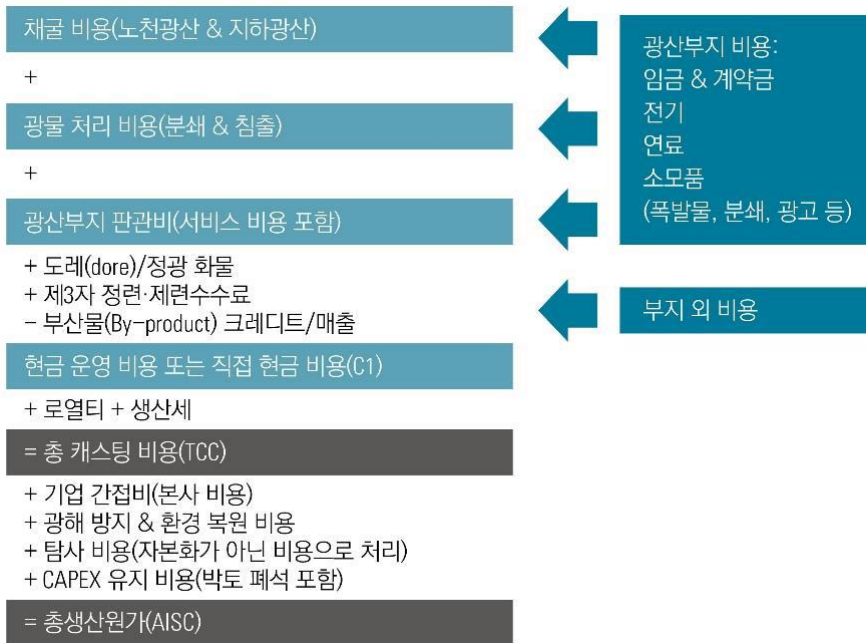 채굴 비용(노천광산 & 지하광산)
+
광물 처리 비용(분쇄 & 침출)
+
광산부지 판관비(서비스 비용 포함)
+ 도레(dore)/정광 화물
+ 제3자 정련·제련수수료
- 부산물(By-product) 크레디트/매출
현금 운영 비용 또는 직접 현금 비용(C1)
+ 로열티 + 생산세
= 총 캐스팅 비용(TCC)
+ 기업 간접비(본사 비용)
+ 광해 방지 & 환경 복원 비용
+ 탐사 비용(자본화가 아닌 비용으로 처리)
+ CAPEX 유지 비용(박토 폐석 포함)
= 총생산원가(AISC)
광산부지 비용:
임금 & 계약금
전기
연료
소모품
(폭발물, 분쇄, 광고 등)
부지 외 비용